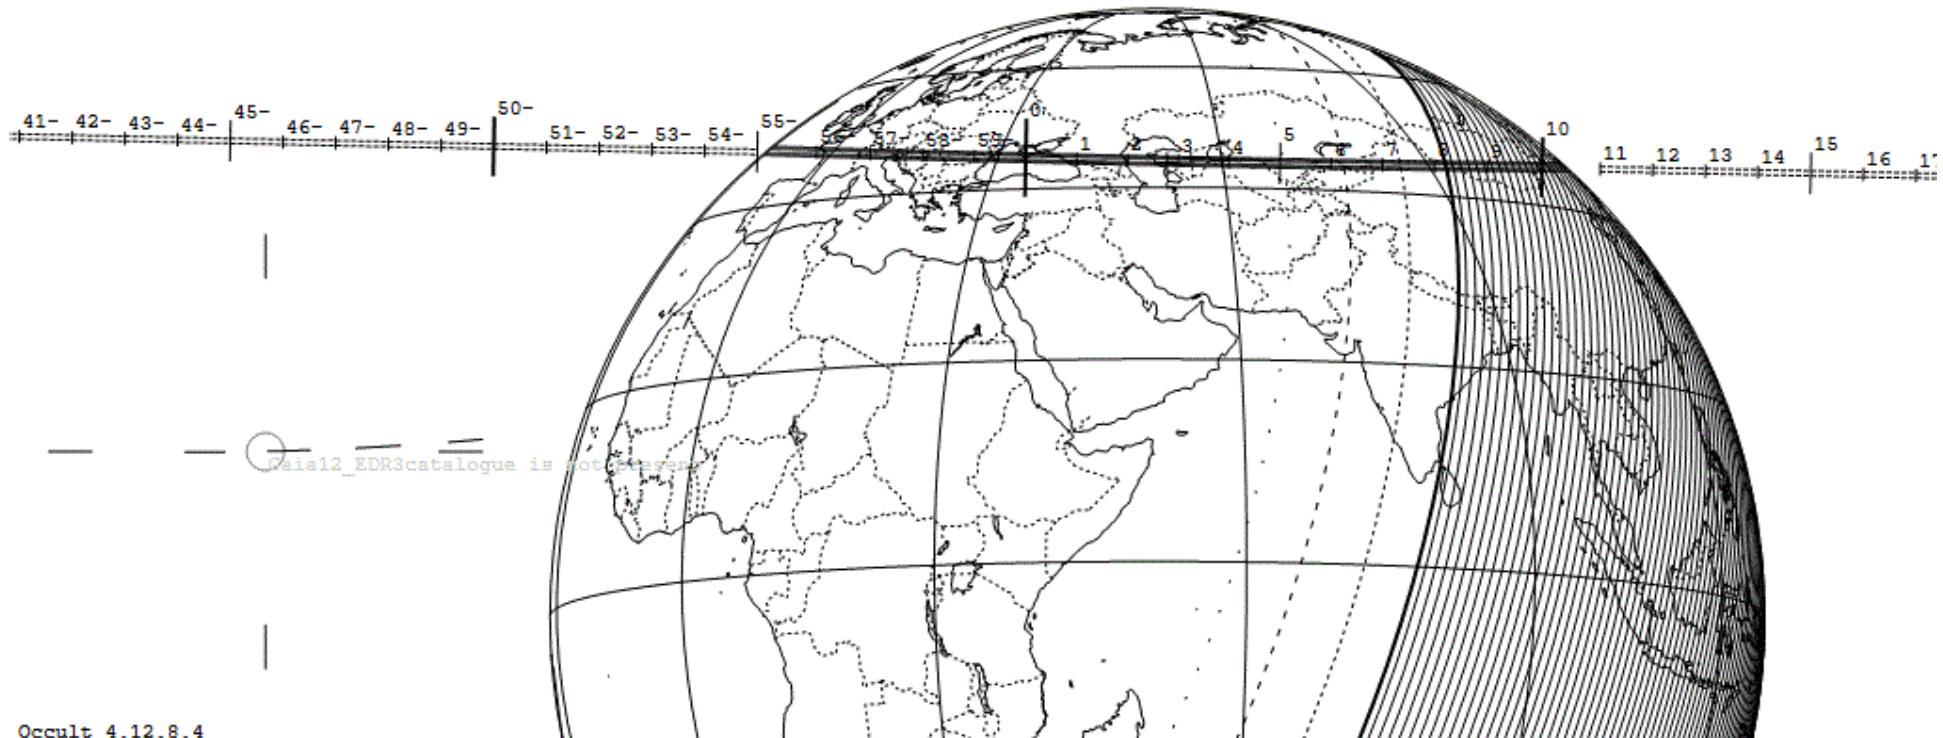 41- 42- 43- 44- 45- 46- 47- 48- 49- 50- 51- 52- 53- 54- 55- 56- 57- 58- 59- 0 1 2 3 4 5 6 7 8 9 10 11 12 13 14 15 16 17
Gaia12_EDR3catalogue is not present
Occult 4.12.8.4